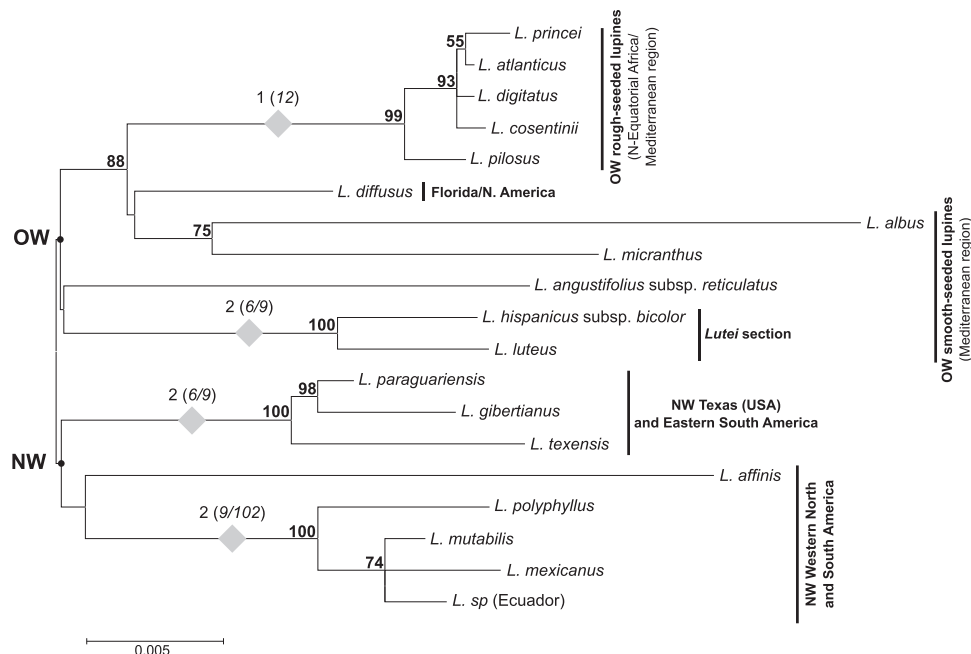 L. princei
55
L. atlanticus
93
L. digitatus
1 (12)
99
L. cosentinii
L. pilosus
OW rough-seeded lupines
(N-Equatorial Africa/
Mediterranean region)
88
L. diffusus
Florida/N. America
L. albus
75
L. micranthus
OW
L. angustifolius subsp. reticulatus
2 (6/9)
100
L. hispanicus subsp. bicolor
L. luteus
Lutei section
OW smooth-seeded lupines
(Mediterranean region)
L. paraguariensis
98
2 (6/9)
100
L. gibertianus
L. texensis
NW Texas (USA)
and Eastern South America
NW
L. affinis
L. polyphyllus
2 (9/102)
100
L. mutabilis
74
L. mexicanus
L. sp (Ecuador)
NW Western North
and South America
0.005